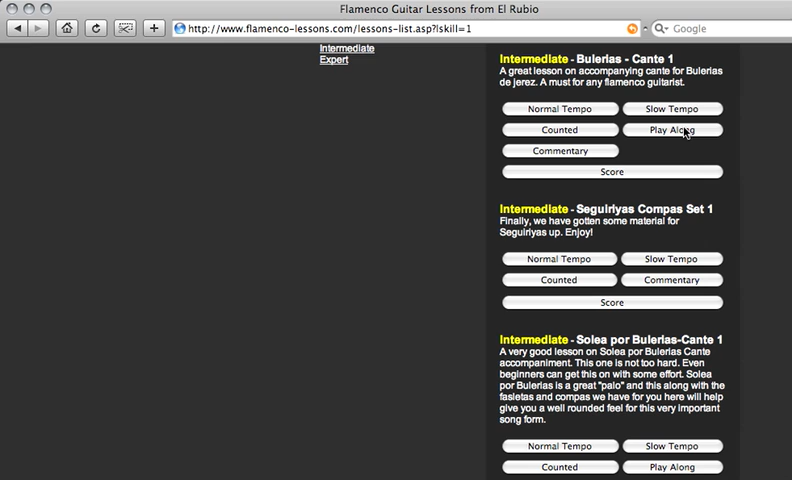 Flamenco Guitar Lessons from El Rubio
http://www.flamenco-lessons.com/lessons-list.asp?lskill=1
Google
Intermediate
Expert
Intermediate - Bulerias - Cante 1
A great lesson on accompanying cante for Bulerias
de jerez. A must for any flamenco guitarist.
Normal Tempo
Slow Tempo
Counted
Play Along
Commentary
Score
Intermediate - Seguiriyas Compas Set 1
Finally, we have gotten some material for
Seguiriyas up. Enjoy!
Normal Tempo
Slow Tempo
Counted
Commentary
Score
Intermediate - Solea por Bulerias-Cante 1
A very good lesson on Solea por Bulerias Cante
accompaniment. This one is not too hard. Even
beginners can get this on with some effort. Solea
por Bulerias is a great "palo" and this along with the
fasletas and compas we have for you here will help
give you a well rounded feel for this very important
song form.
Normal Tempo
Slow Tempo
Counted
Play Along